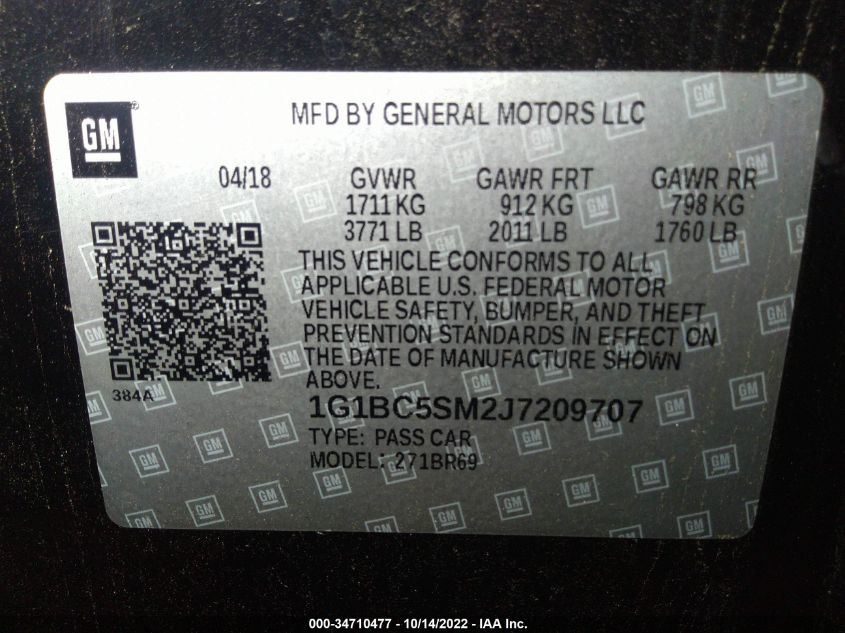 GM ®
MFD BY GENERAL MOTORS LLC
04/18 GVWR GAWR FRT GAWR RR
1711 KG 912 KG 798 KG
3771 LB 2011 LB 1760 LB
THIS VEHICLE CONFORMS TO ALL
APPLICABLE U.S. FEDERAL MOTOR
VEHICLE SAFETY, BUMPER, AND THEFT
PREVENTION STANDARDS IN EFFECT ON
THE DATE OF MANUFACTURE SHOWN
ABOVE.
384A
1G1BC5SM2J7209707
TYPE: PASS CAR
MODEL: 271BR69
000-34710477 - 10/14/2022 - IAA Inc.